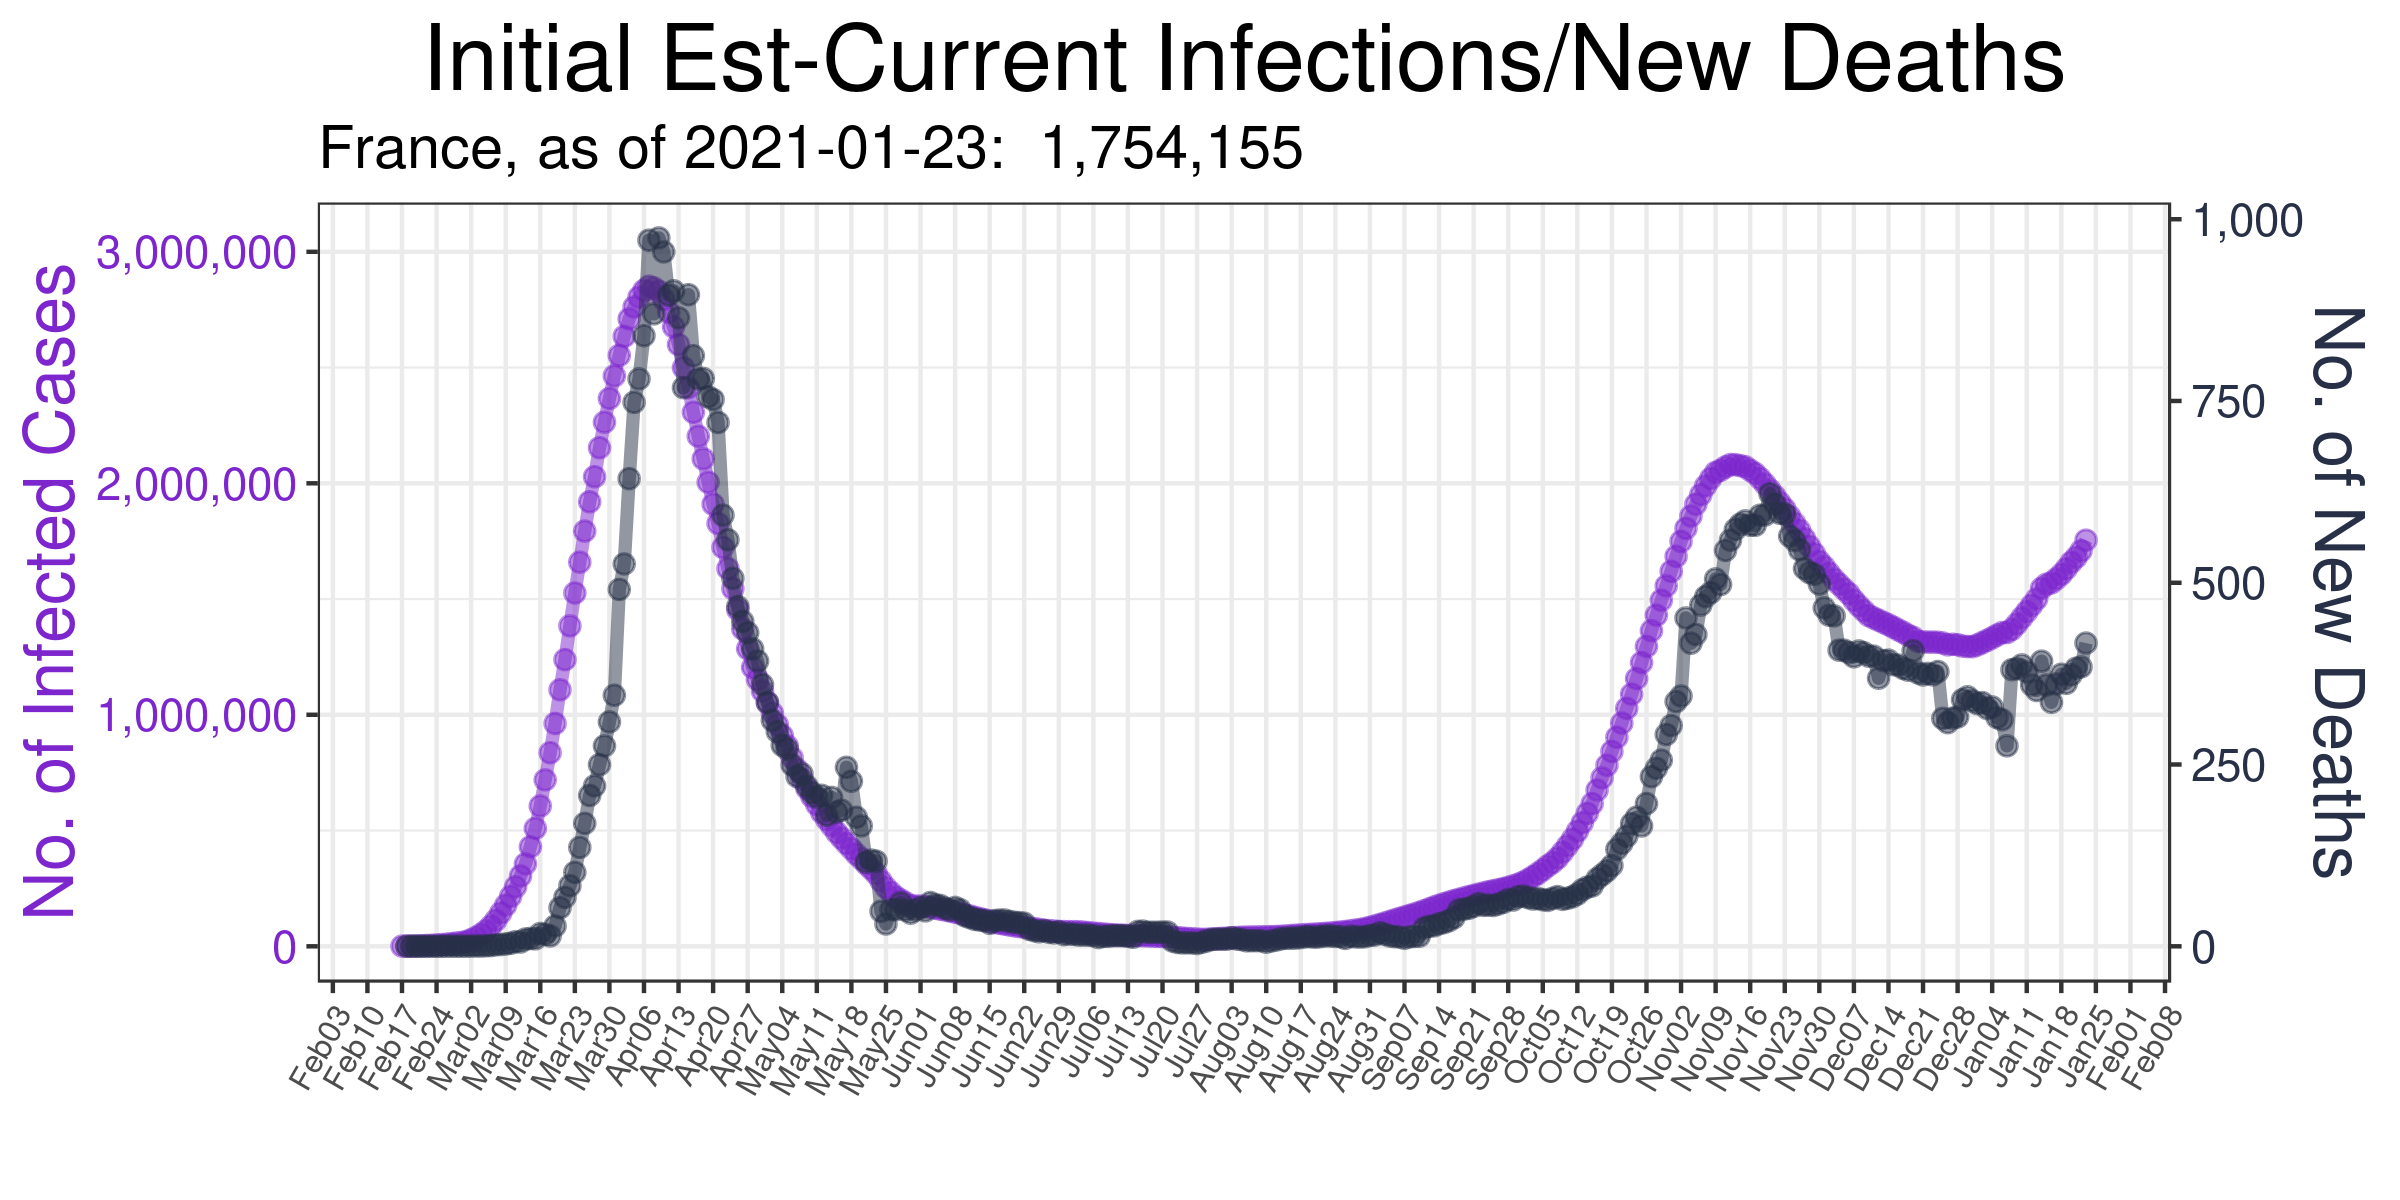 Initial Est-Current Infections/New Deaths
France, as of 2021-01-23: 1,754,155
No. of Infected Cases
3,000,000
2,000,000
1,000,000
0
1,000
750
500
250
0
No. of New Deaths
Feb03
Feb10
Feb17
Feb24
Mar02
Mar09
Mar16
Mar23
Mar30
Apr06
Apr13
Apr20
Apr27
May04
May11
May18
May25
Jun01
Jun08
Jun15
Jun22
Jun29
Jul06
Jul13
Jul20
Jul27
Aug03
Aug10
Aug17
Aug24
Aug31
Sep07
Sep14
Sep21
Sep28
Oct05
Oct12
Oct19
Oct26
Nov02
Nov09
Nov16
Nov23
Nov30
Dec07
Dec14
Dec21
Dec28
Jan11
Jan18
Jan25
Feb01
Feb08